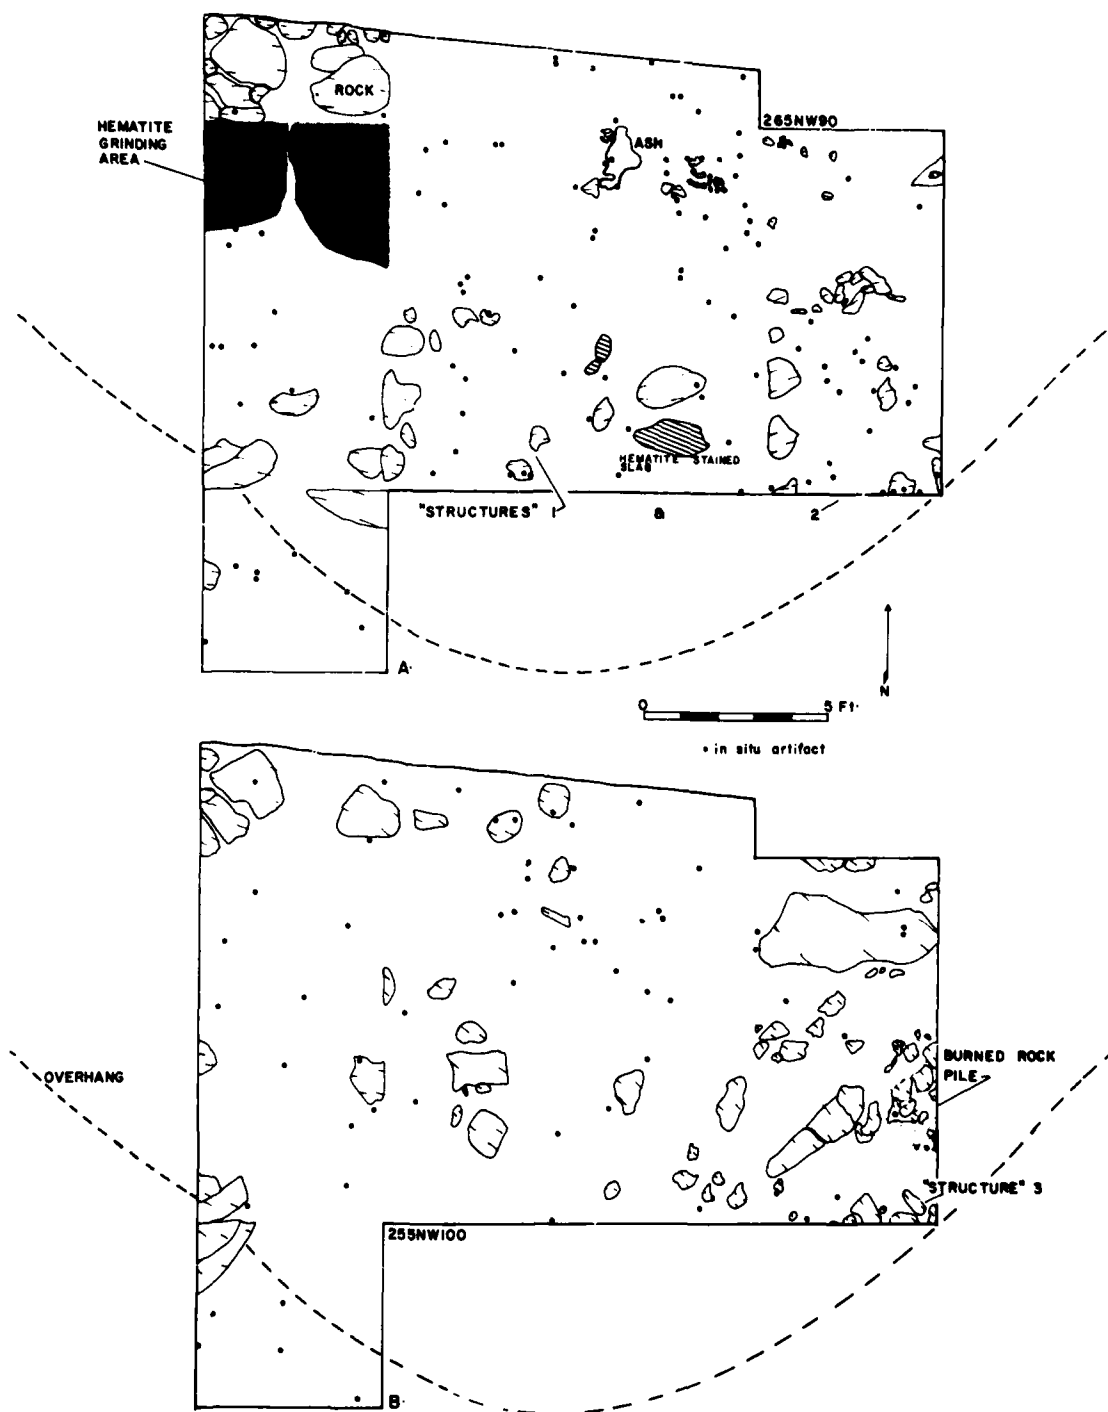 ROCK
HEMATITE
GRINDING
AREA
265NW90
ASH
HEMATITE STAINED
SLAB
"STRUCTURES" 1 & 2
A.
N
0 5 Ft.
• in situ artifact
OVERHANG
BURNED ROCK
PILE
"STRUCTURE" 3
255NW100
B.